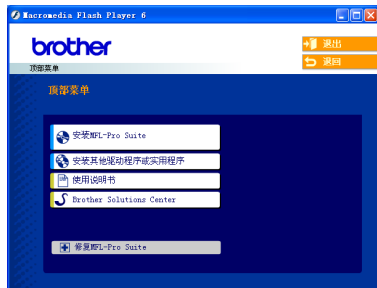 Macromedia Flash Player 6
brother
退出
退回
顶部菜单
顶部菜单
安装MFL-Pro Suite
安装其他驱动程序或实用程序
使用说明书
Brother Solutions Center
修复MFL-Pro Suite